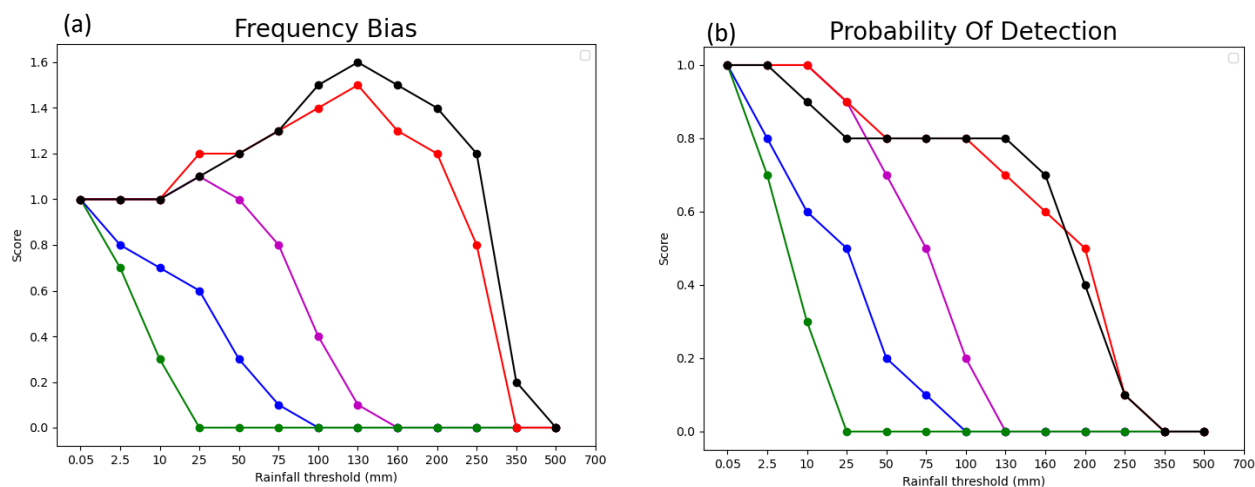 (a) Frequency Bias
1.6
1.4
1.2
1.0
0.8
0.6
0.4
0.2
0.0
Score
0.05 2.5 10 25 50 75 100 130 160 200 250 350 500 700
Rainfall threshold (mm)
(b) Probability Of Detection
1.0
0.8
0.6
0.4
0.2
0.0
Score
0.05 2.5 10 25 50 75 100 130 160 200 250 350 500 700
Rainfall threshold (mm)